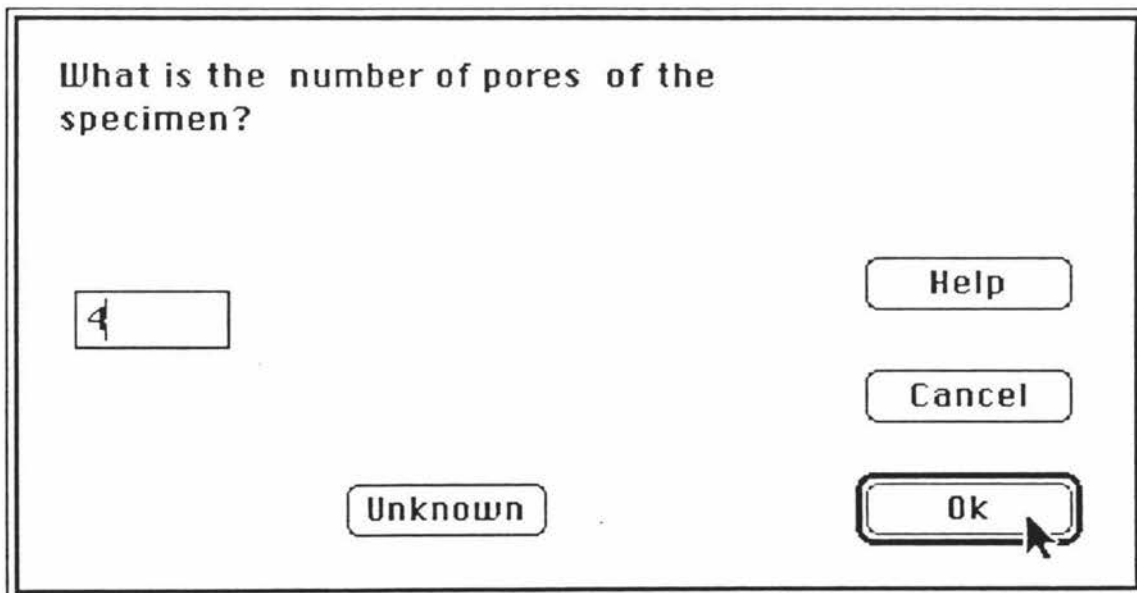 What is the number of pores of the
specimen?
4
Help
Cancel
Unknown
Ok